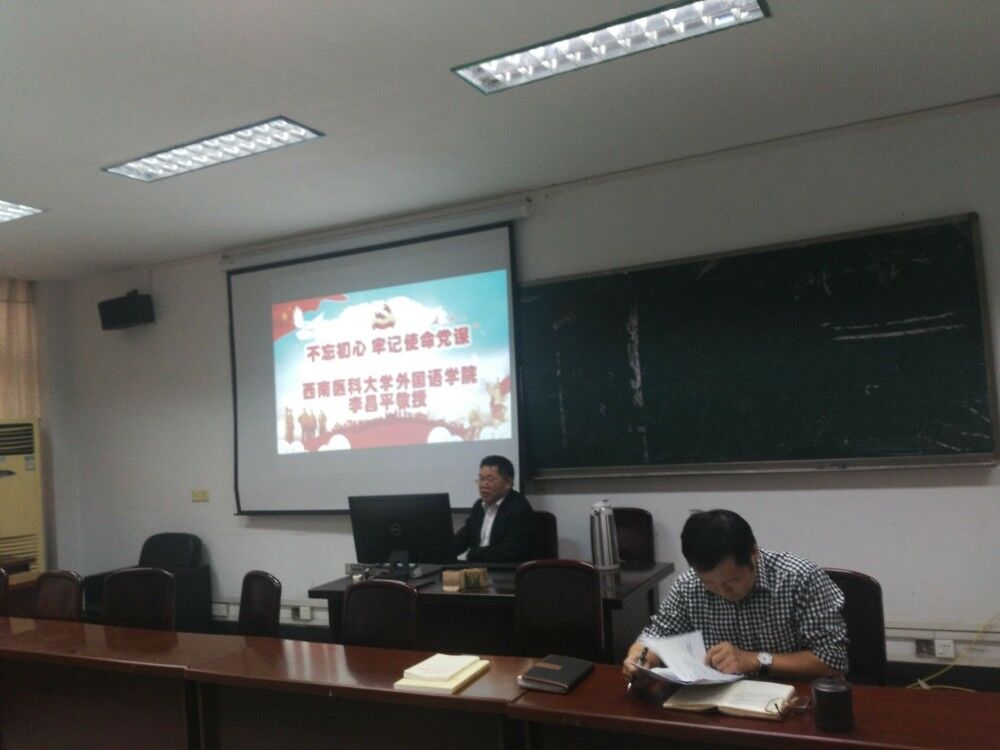 不忘初心 牢记使命党课
西南医科大学外国语学院
李昌平教授